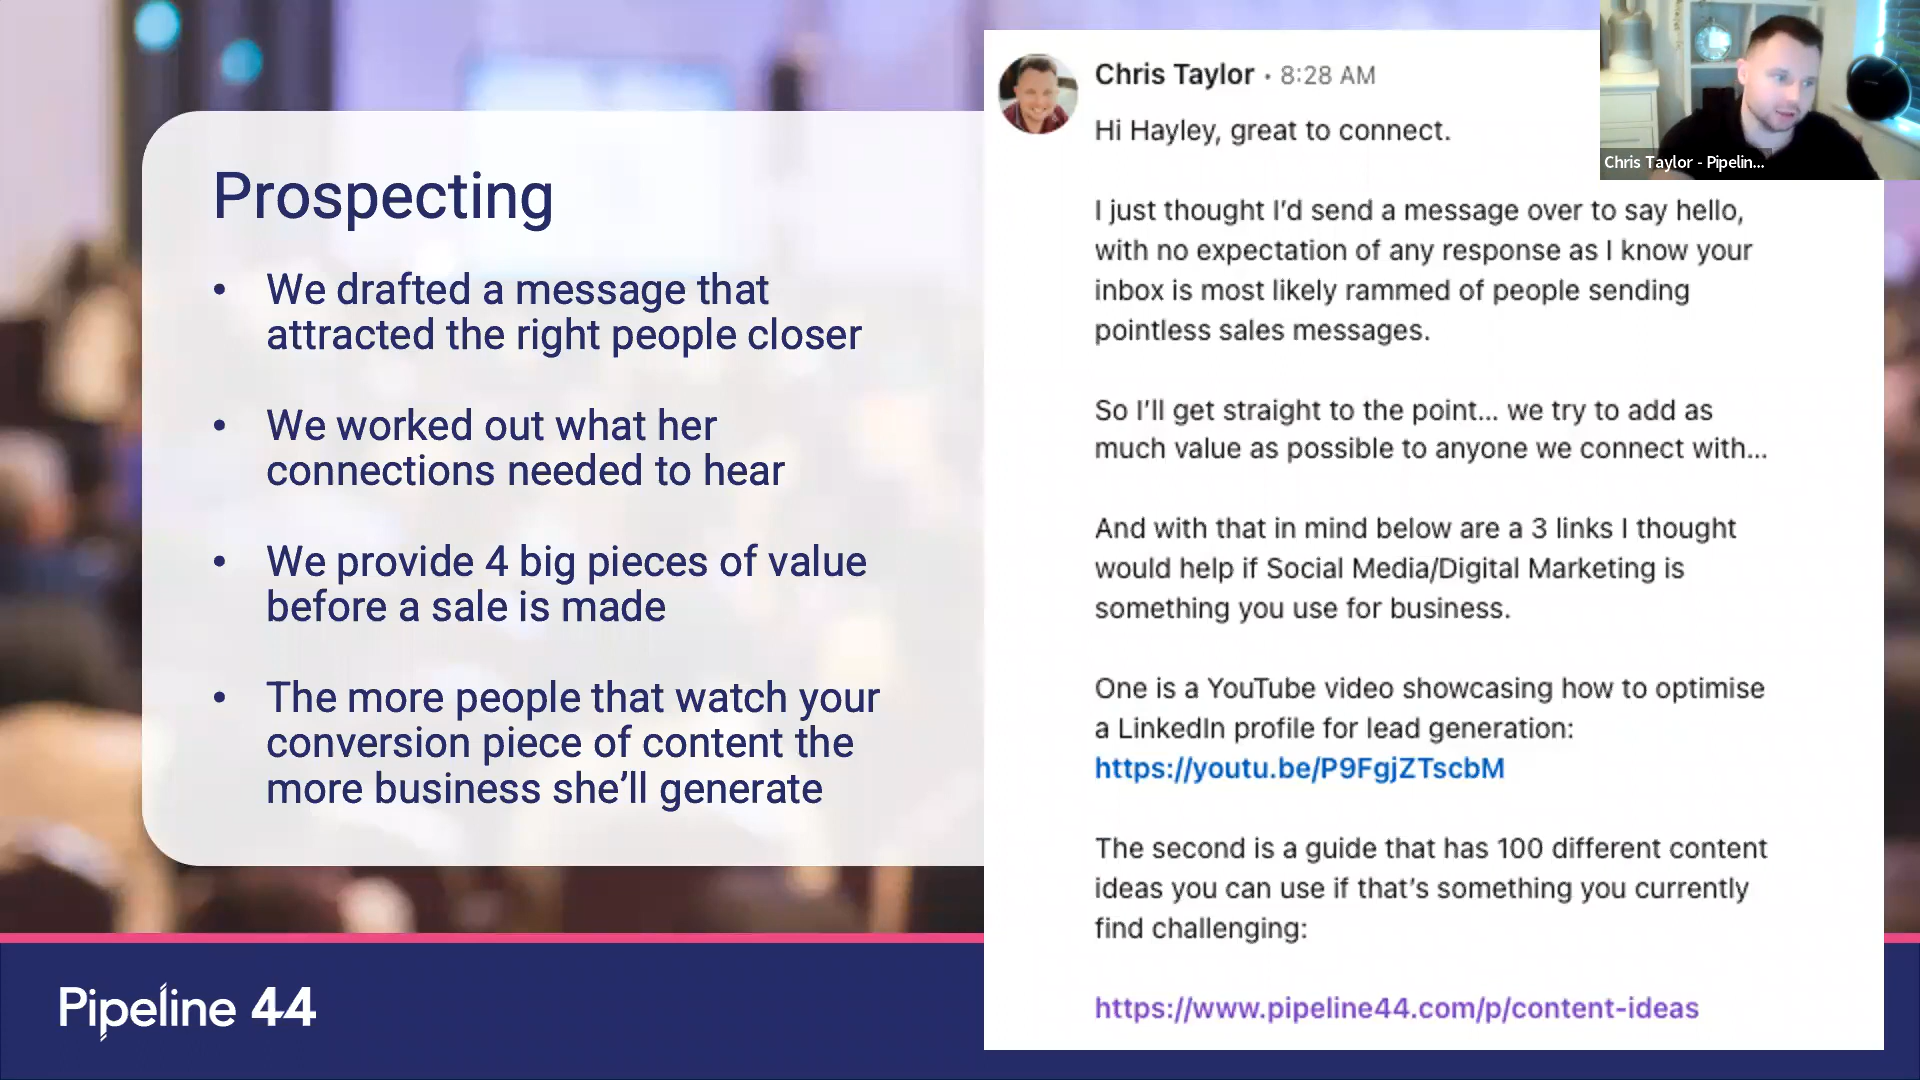 Prospecting
• We drafted a message that
attracted the right people closer
• We worked out what her
connections needed to hear
• We provide 4 big pieces of value
before a sale is made
• The more people that watch your
conversion piece of content the
more business she’ll generate
Pipeline 44
Chris Taylor • 8:28 AM
Hi Hayley, great to connect.
I just thought I’d send a message over to say hello,
with no expectation of any response as I know your
inbox is most likely rammed of people sending
pointless sales messages.
So I’ll get straight to the point... we try to add as
much value as possible to anyone we connect with...
And with that in mind below are a 3 links I thought
would help if Social Media/Digital Marketing is
something you use for business.
One is a YouTube video showcasing how to optimise
a LinkedIn profile for lead generation:
https://youtu.be/P9FgjZTscbM
The second is a guide that has 100 different content
ideas you can use if that’s something you currently
find challenging:
https://www.pipeline44.com/p/content-ideas
Chris Taylor - Pipelin...